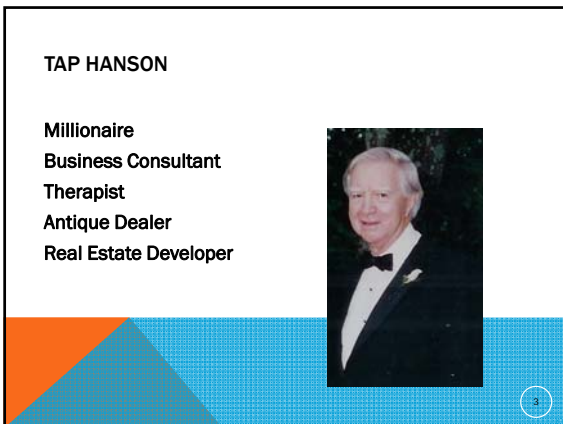 TAP HANSON
Millionaire
Business Consultant
Therapist
Antique Dealer
Real Estate Developer
3